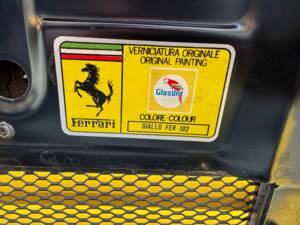 VERNICIATURA ORIGINALE
ORIGINAL PAINTING
Glasurit
COLORE-COLOUR
GIALLO FER 102
Ferrari